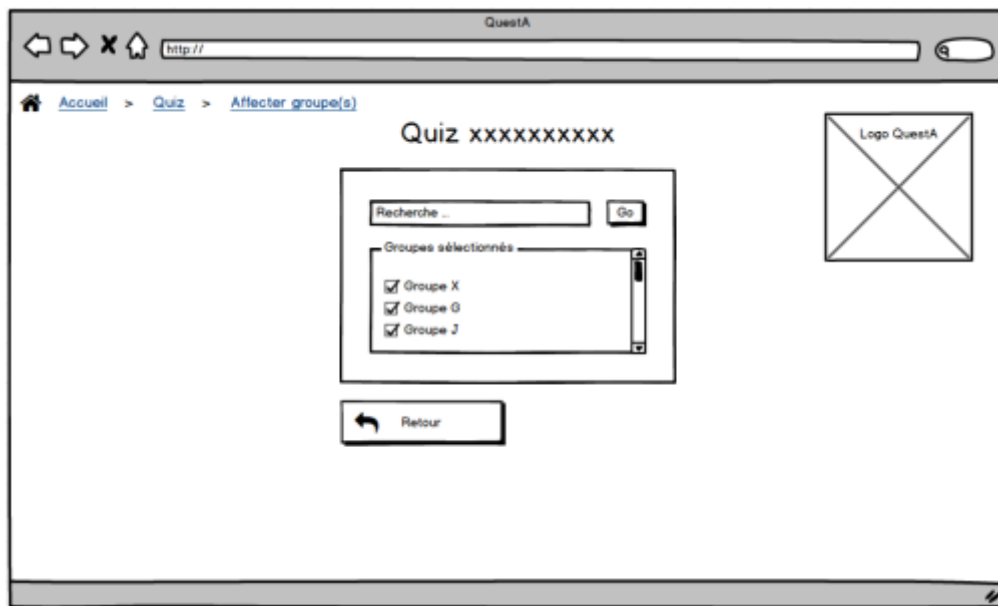 QuestA
http://
Accueil > Quiz > Affecter groupe(s)
Quiz xxxxxxxxxx
Logo QuestA
Recherche ...
Go
Groupes sélectionnés
Groupe X
Groupe G
Groupe J
Retour